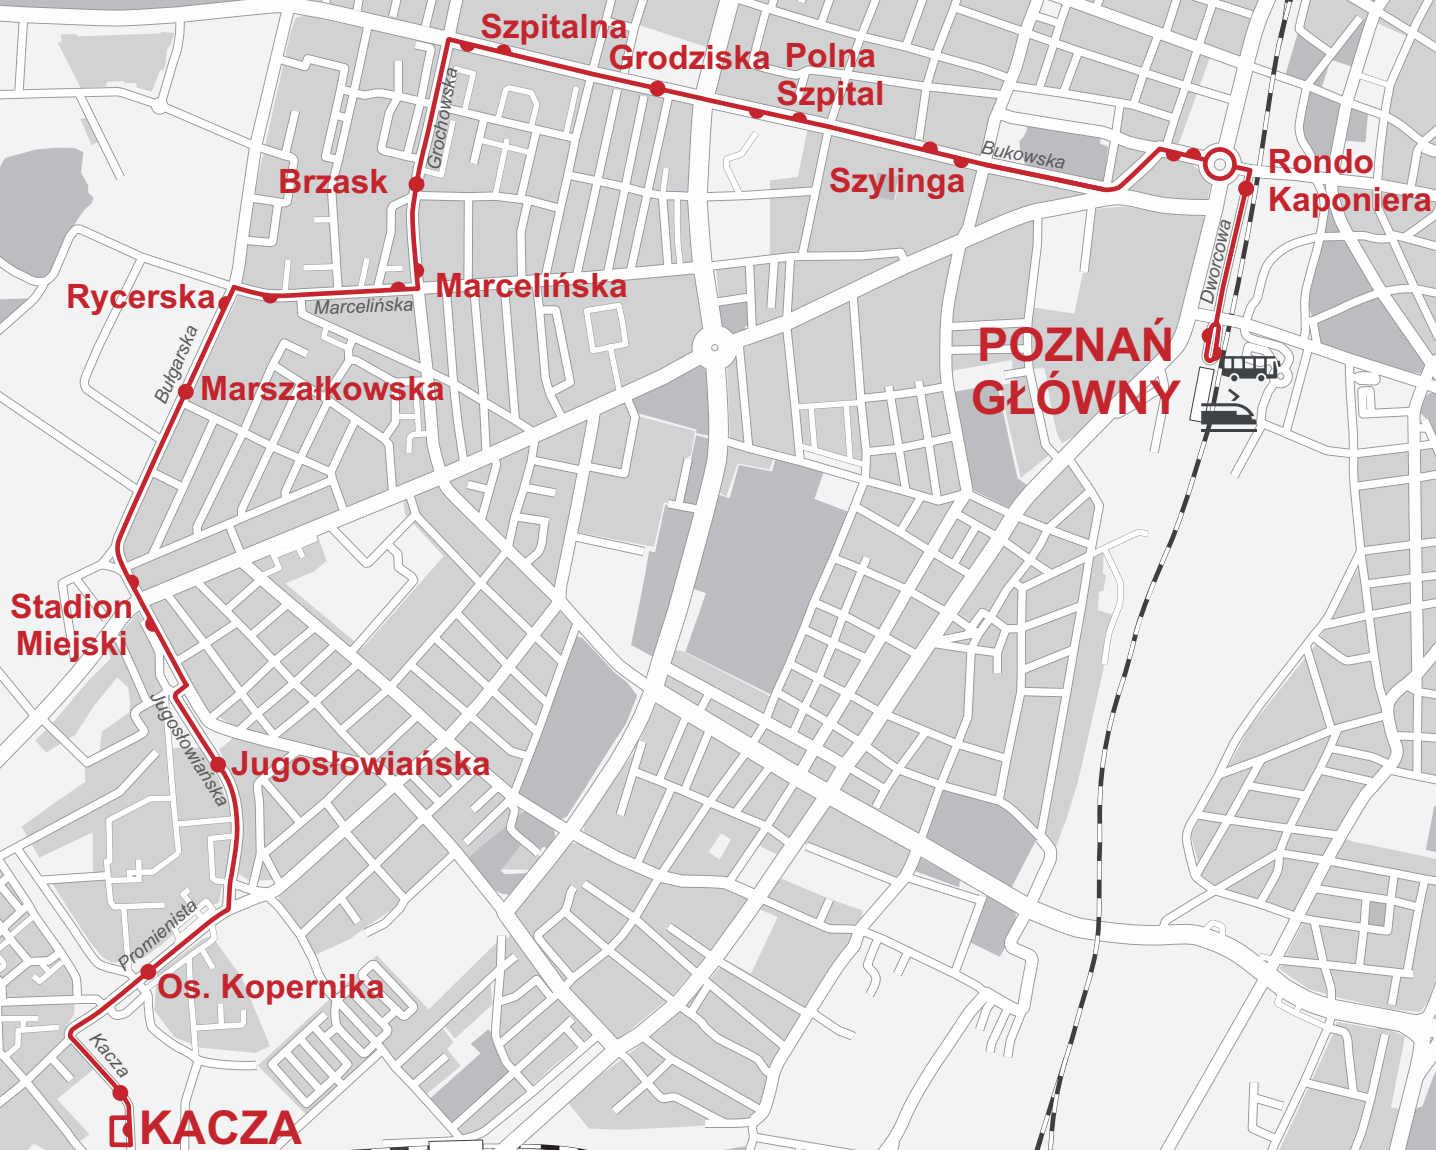 Szpitalna
Grodziska
Polna
Szpital
Grochowska
Bukowska
Szylinga
Rondo
Kaponiera
Brzask
Dworcowa
Marcelińska
Marcelińska
Rycerska
Bułgarska
POZNAŃ
GŁÓWNY
Marszałkowska
Stadion
Miejski
Jugosłowiańska
Jugosłowiańska
Promienista
Os. Kopernika
Kacza
KACZA